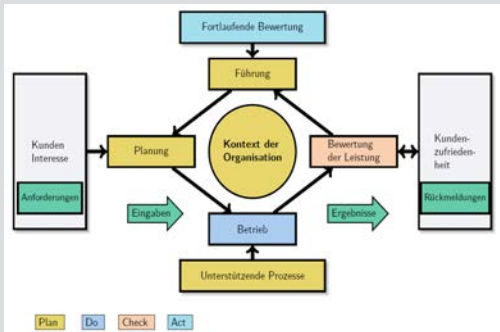 Fortlaufende Bewertung
Führung
Kunden
Interesse
Anforderungen
Planung
Kontext der
Organisation
Bewertung
der Leistung
Kunden-
zufrieden-
heit
Rückmeldungen
Eingaben
Ergebnisse
Betrieb
Unterstützende Prozesse
Plan
Do
Check
Act